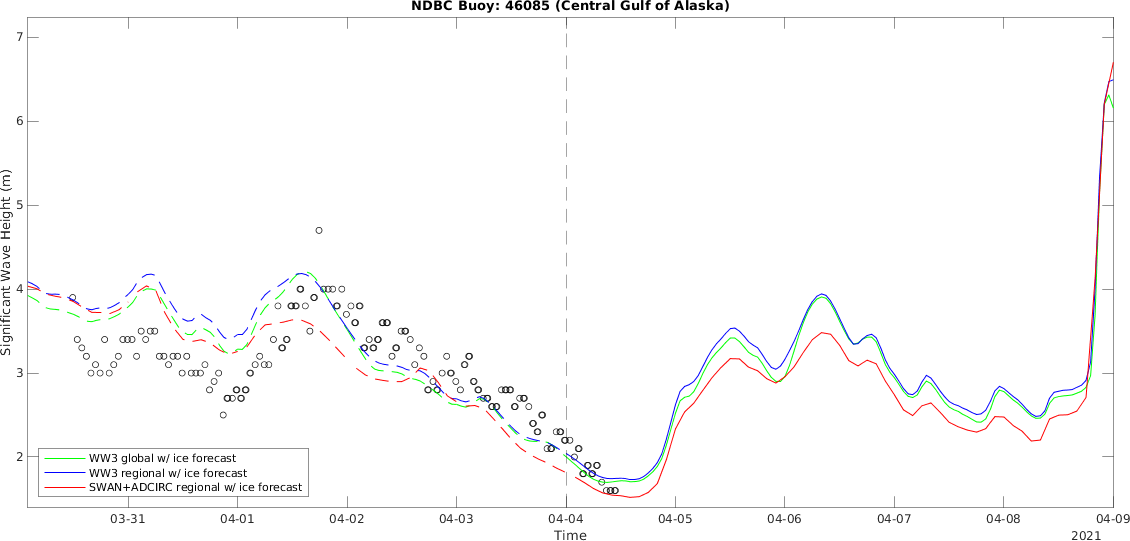 NDBC Buoy: 46085 (Central Gulf of Alaska)
7
6
5
4
3
2
Significant Wave Height (m)
WW3 global w/ ice forecast
WW3 regional w/ ice forecast
SWAN+ADCIRC regional w/ ice forecast
03-31 04-01 04-02 04-03 04-04 04-05 04-06 04-07 04-08 04-09
Time
2021